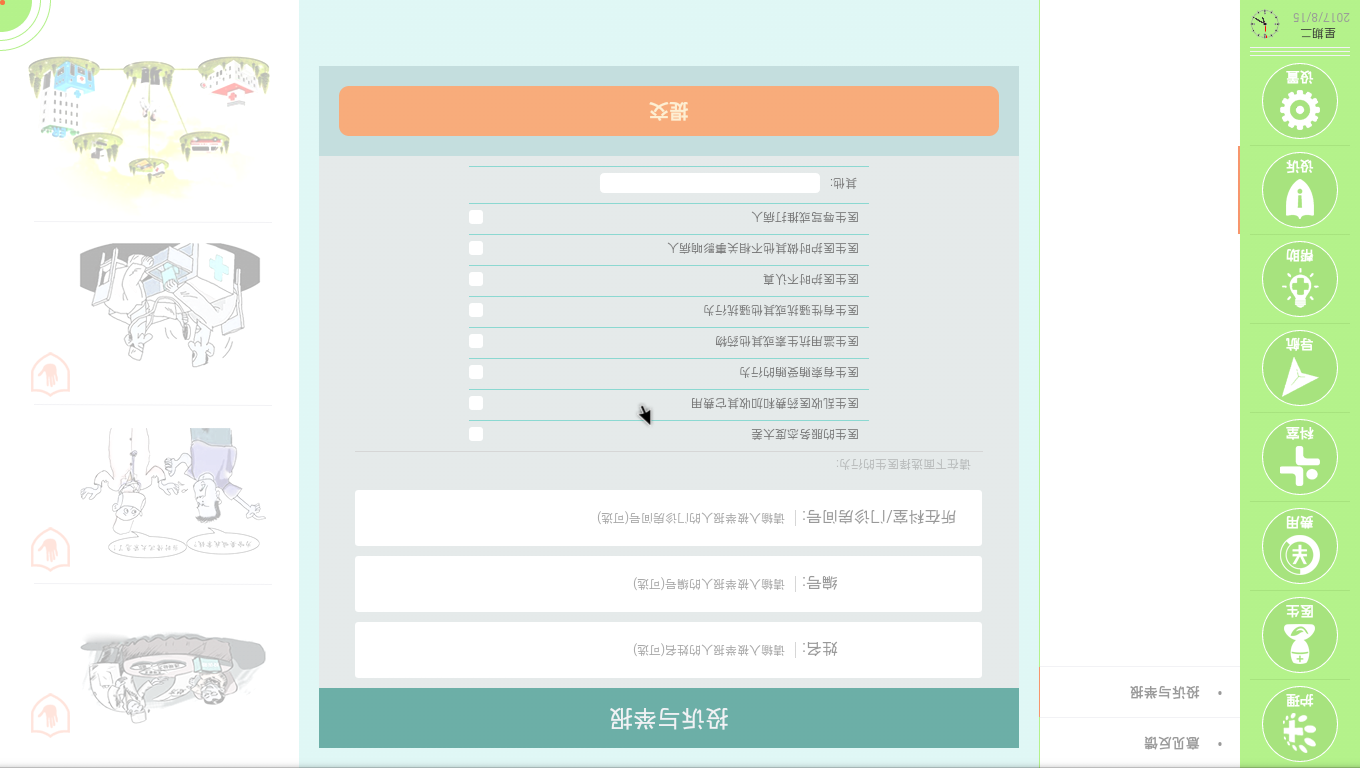 护理
医生
费用
科室
导航
帮助
投诉
设置
星期二
2017/8/15
• 意见反馈
• 投诉与举报
投诉与举报
姓名: 请输入被举报人的姓名(可选)
编号: 请输入被举报人的编号(可选)
所在科室/门诊房间号: 请输入被举报人的门诊房间号(可选)
请在下面选择医生的行为:
医生的服务态度太差
医生乱收医药费和加收其它费用
医生有索贿受贿的行为
医生滥用抗生素或其他药物
医生有性骚扰或其他骚扰行为
医生医护时不认真
医生医护时做其他不相关事影响病人
医生辱骂或推打病人
其他:
提交